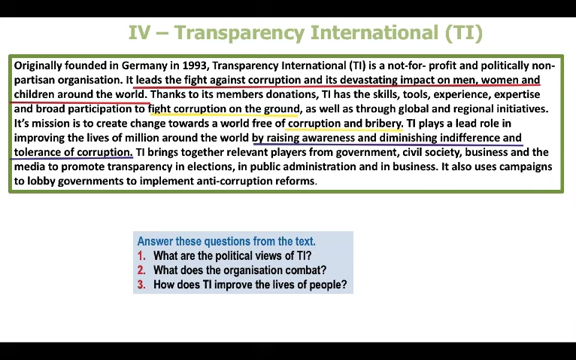 IV – Transparency International (TI)
Originally founded in Germany in 1993, Transparency International (TI) is a not-for- profit and politically non-
partisan organisation. It leads the fight against corruption and its devastating impact on men, women and
children around the world. Thanks to its members donations, TI has the skills, tools, experience, expertise
and broad participation to fight corruption on the ground, as well as through global and regional initiatives.
It's mission is to create change towards a world free of corruption and bribery. TI plays a lead role in
improving the lives of million around the world by raising awareness and diminishing indifference and
tolerance of corruption. TI brings together relevant players from government, civil society, business and the
media to promote transparency in elections, in public administration and in business. It also uses campaigns
to lobby governments to implement anti-corruption reforms.
Answer these questions from the text.
1. What are the political views of TI?
2. What does the organisation combat?
3. How does TI improve the lives of people?